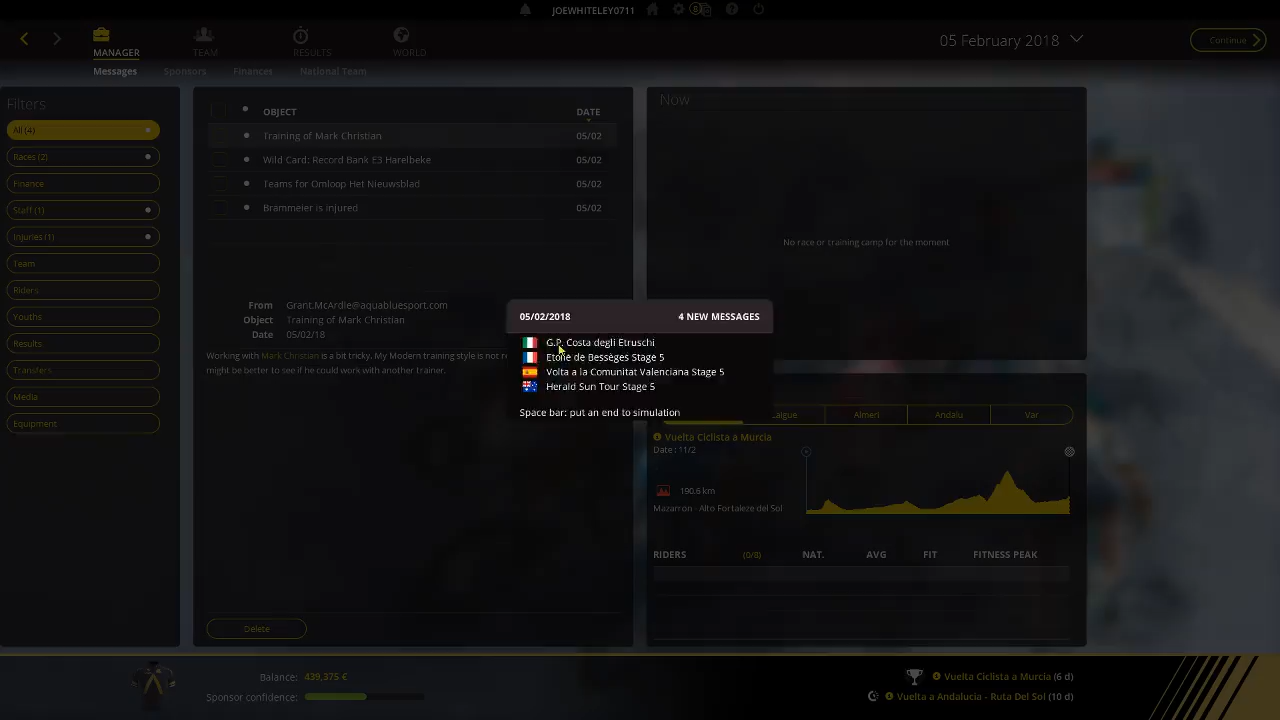 JOEWHITELEY0711
MANAGER
TEAM
RESULTS
WORLD
05 February 2018
Continue
Messages
Sponsors
Finances
National Team
Filters
All (4)
Races (2)
Finance
Staff (1)
Injuries (1)
Team
Riders
Youths
Results
Transfers
Media
Equipment
OBJECT
DATE
Training of Mark Christian
05/02
Wild Card: Record Bank E3 Harelbeke
05/02
Teams for Omloop Het Nieuwsblad
05/02
Brammeier is injured
05/02
From Grant.McArdle@aquabluesport.com
Object Training of Mark Christian
Date 05/02/18
Working with Mark Christian is a bit tricky. My Modern training style is not
might be better to see if he could work with another trainer.
Delete
05/02/2018
4 NEW MESSAGES
G.P. Costa degli Etruschi
Etoile de Bessèges Stage 5
Volta a la Comunitat Valenciana Stage 5
Herald Sun Tour Stage 5
Space bar: put an end to simulation
Now
No race or training camp for the moment
Laigue
Almeri
Andalu
Var
Vuelta Ciclista a Murcia
Date : 11/2
190.6 km
Mazarron - Alto Fortaleze del Sol
RIDERS
(0/8)
NAT.
AVG
FIT
FITNESS PEAK
Balance: 439,375 €
Sponsor confidence:
Vuelta Ciclista a Murcia (6 d)
Vuelta a Andalucia - Ruta Del Sol (10 d)